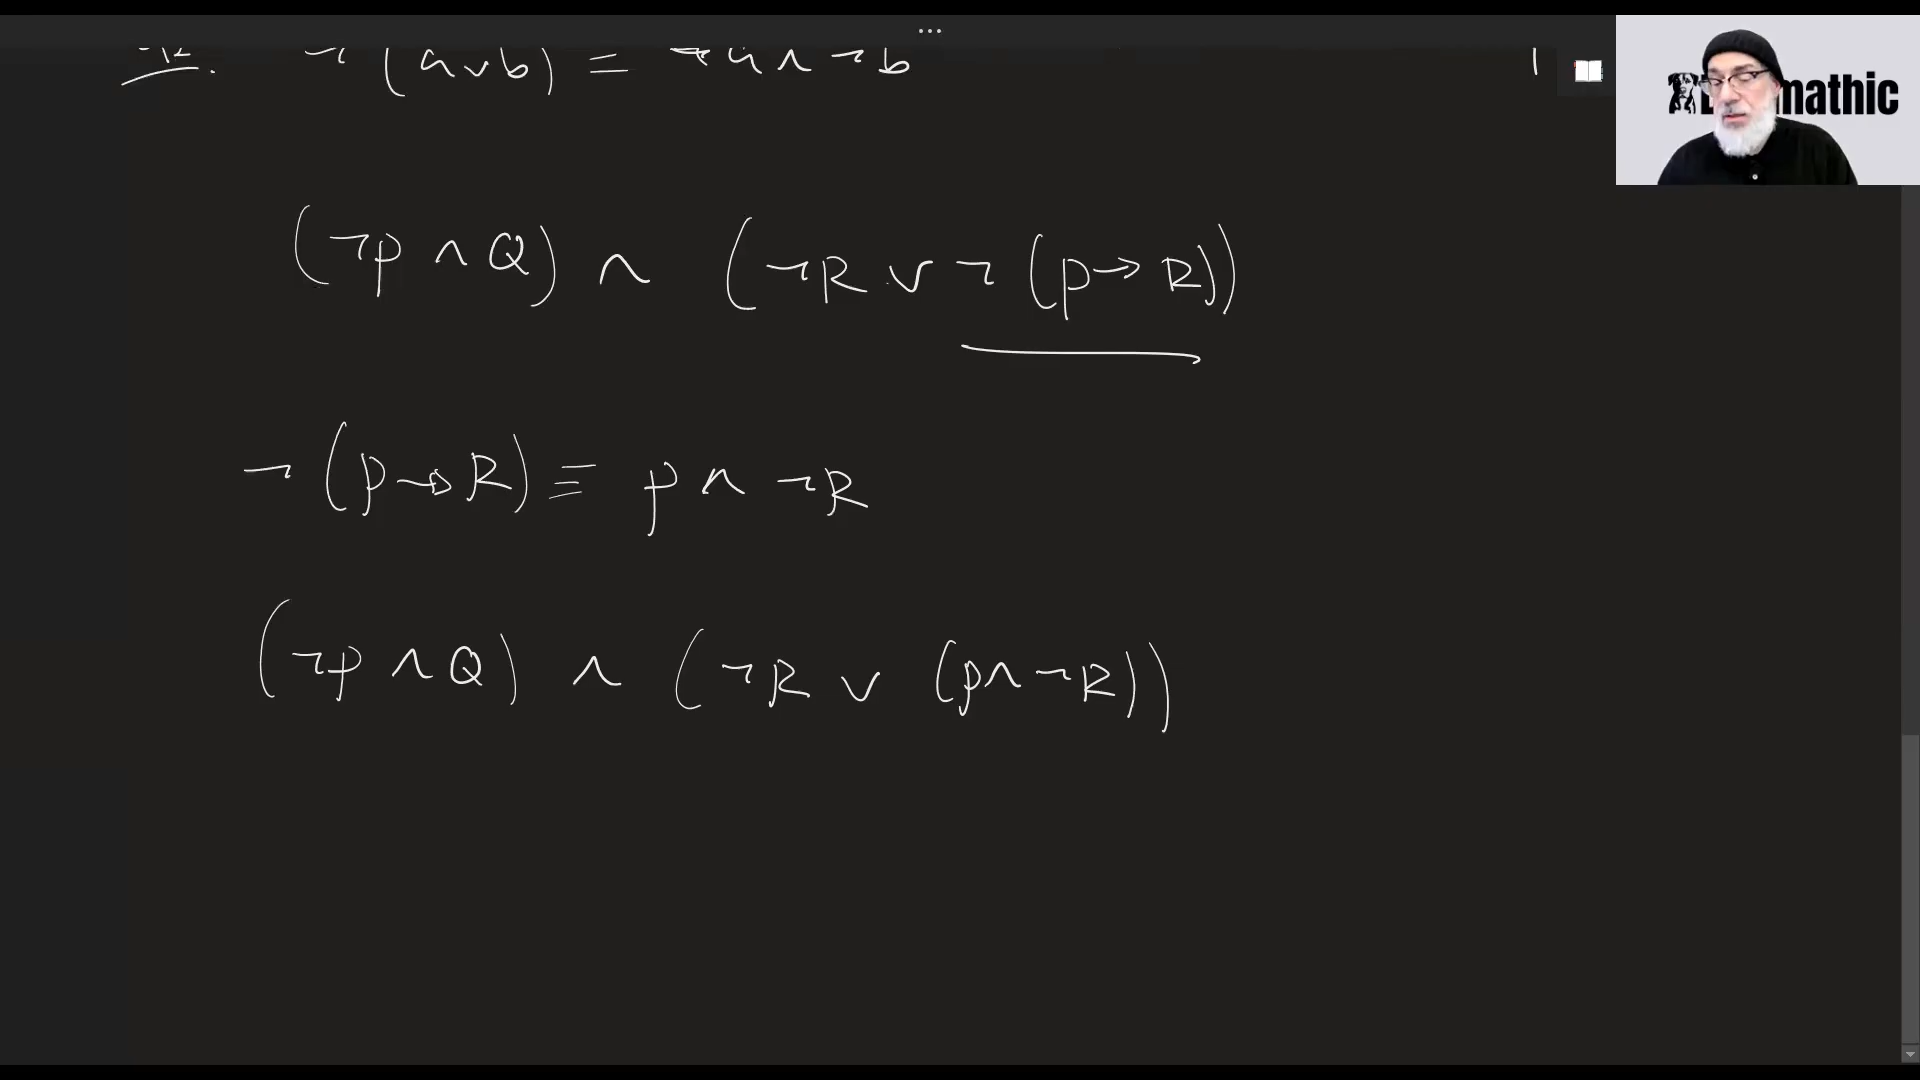 ¬ (a ∨ b) = ¬a ∧ ¬b
mathic
(¬P ∧ Q) ∧ (¬R ∨ ¬ (P → R))
¬ (P → R) ≡ P ∧ ¬R
(¬P ∧ Q) ∧ (¬R ∨ (P ∧ ¬R))